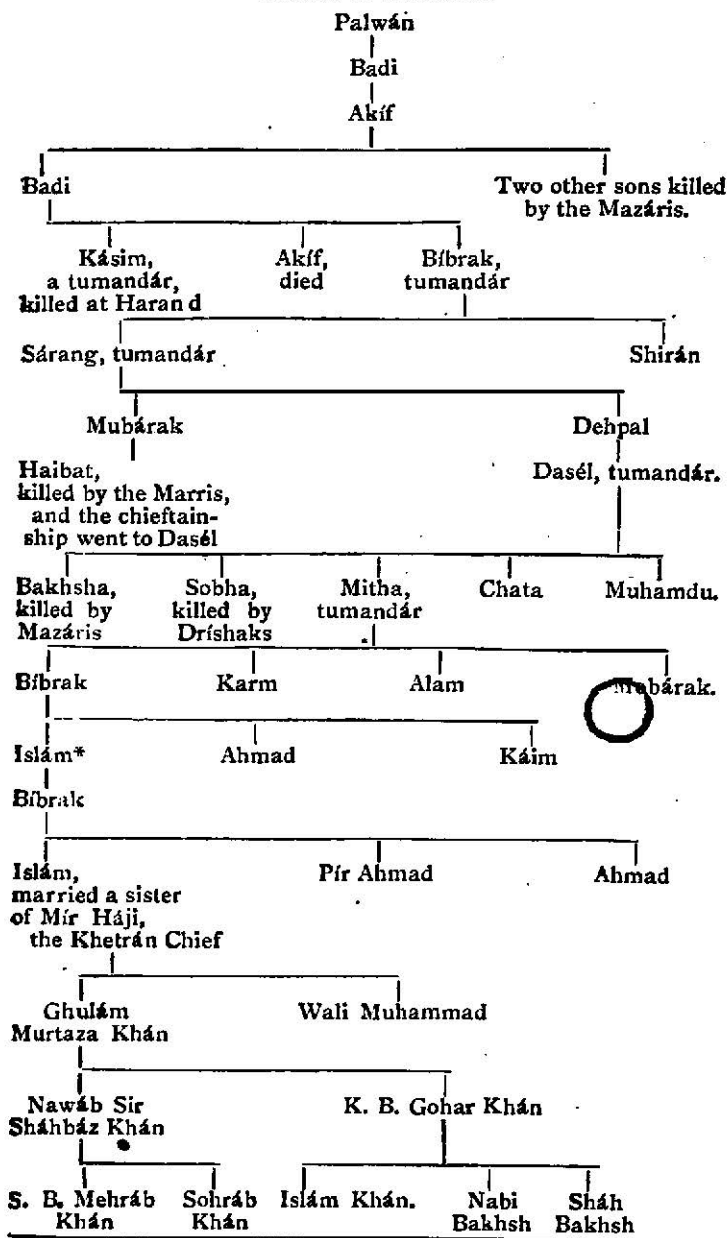 Palwán
Badi
Akíf
Badi
Two other sons killed
by the Mazáris.
Kásim,
a tumandár,
killed at Harand
Akíf,
died
Bíbrak,
tumandár
Sárang, tumandár
Shirán
Mubárak
Dehpal
Haibat,
killed by the Marris,
and the chieftain-
ship went to Dasél
Dasél, tumandár.
Bakhsha,
killed by
Mazáris
Sobha,
killed by
Dríshaks
Mitha,
tumandár
Chata
Muhamdu.
Bíbrak
Karm
Alam
Mubárak.
Islám*
Ahmad
Káim
Bíbrak
Islám,
married a sister
of Mír Háji,
the Khetrán Chief
Pír Ahmad
Ahmad
Ghulám
Murtaza Khán
Wali Muhammad
Nawáb Sir
Sháhbáz Khán
K. B. Gohar Khán
S. B. Mehráb
Khán
Sohráb
Khán
Islám Khán.
Nabi
Bakhsh
Sháh
Bakhsh